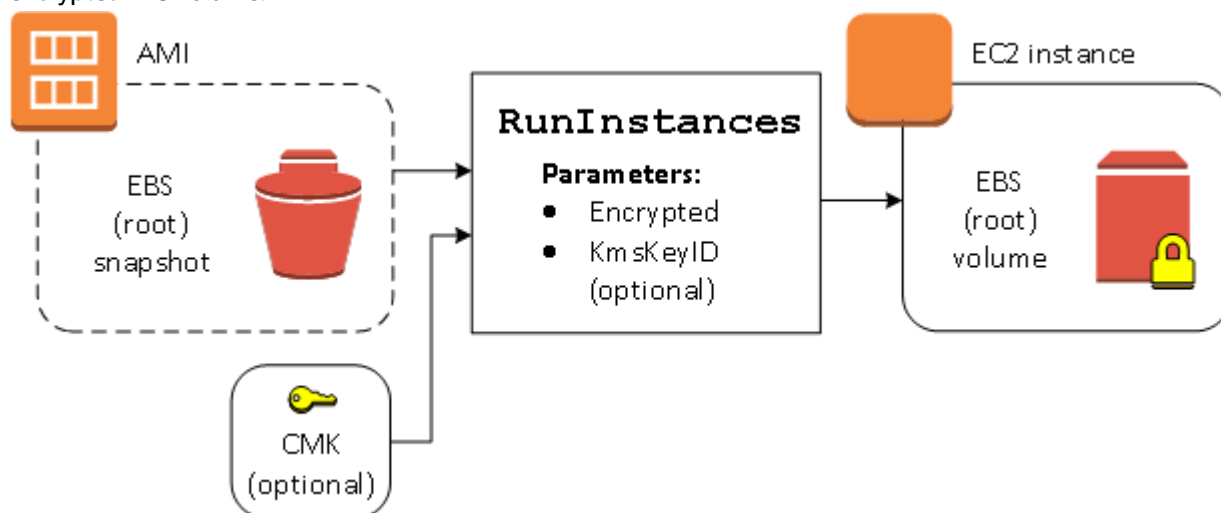 AMI
EBS
(root)
snapshot
RunInstances
Parameters:
● Encrypted
● KmsKeyID
(optional)
EC2 instance
EBS
(root)
volume
CMK
(optional)